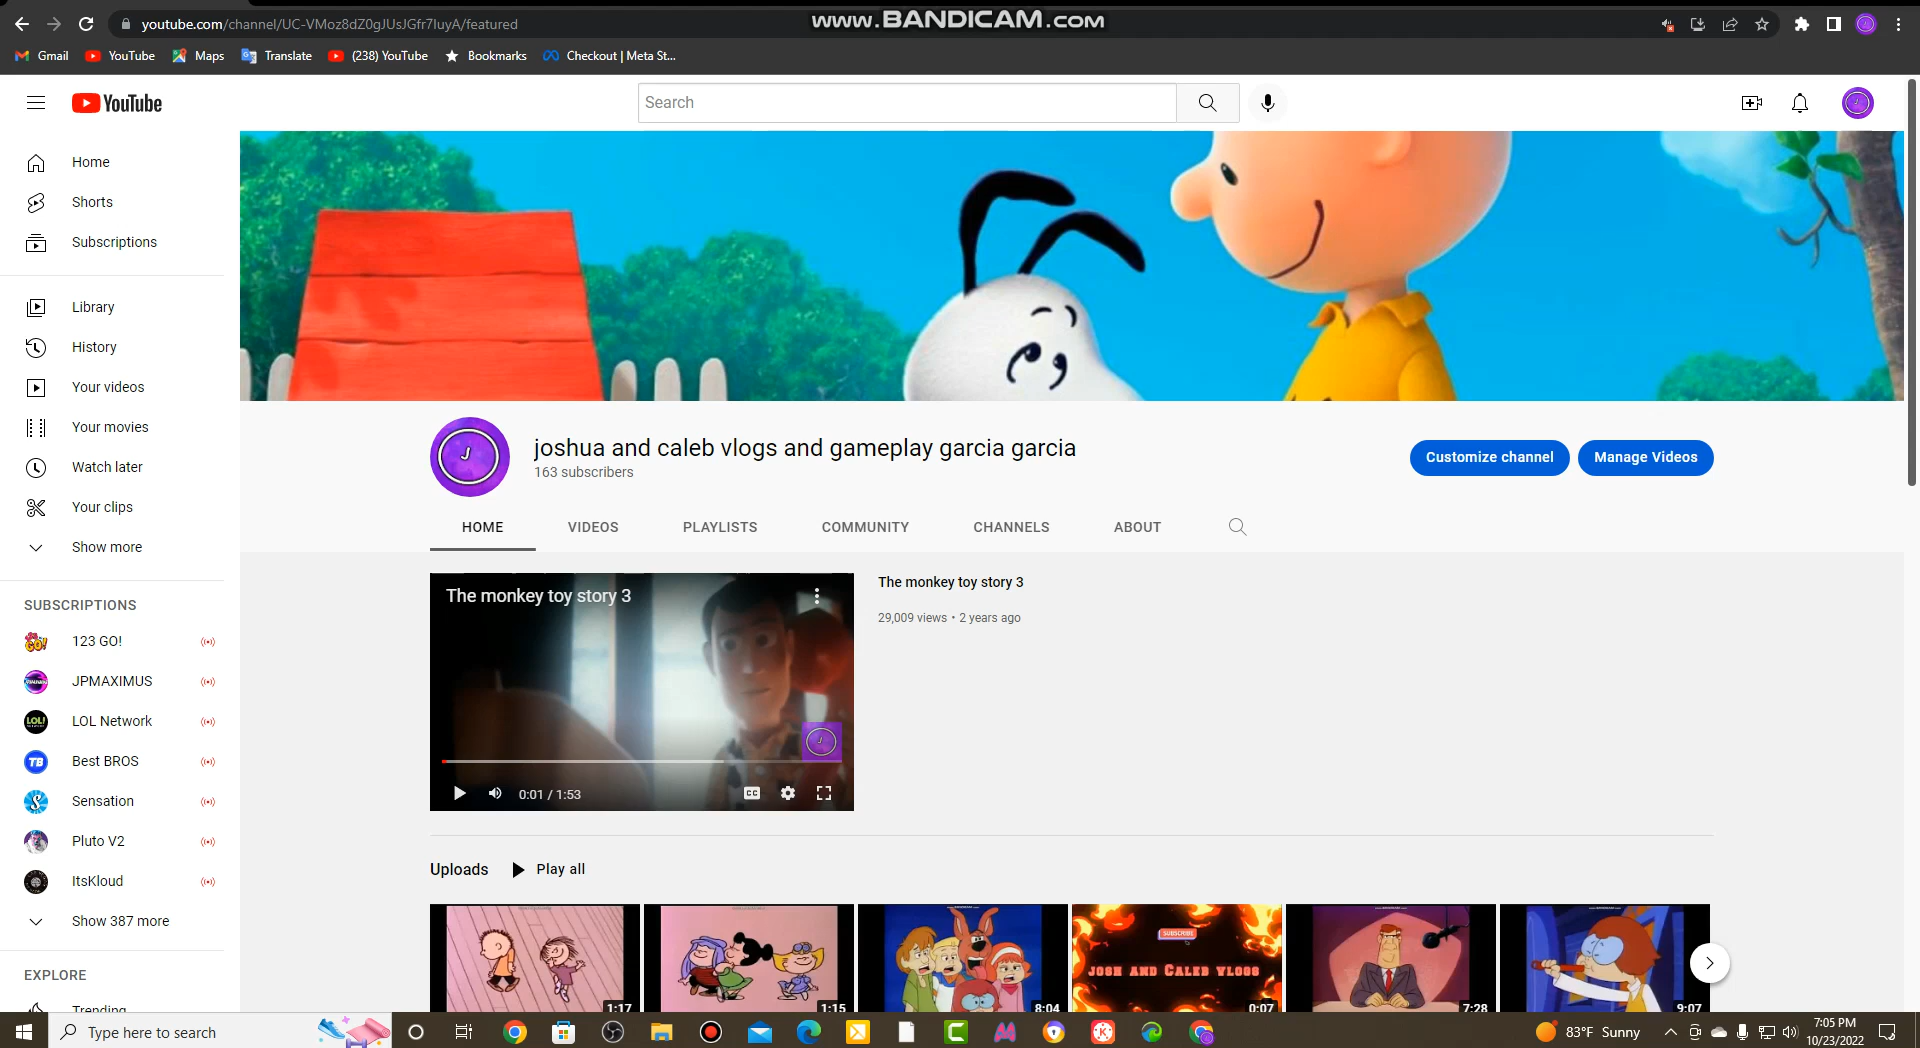 youtube.com/channel/UC-VMoz8dZ0gJUsJGfr7IuyA/featured
www.BANDICAM.com
Gmail
YouTube
Maps
Translate
(238) YouTube
Bookmarks
Checkout | Meta St...
YouTube
Search
Home
Shorts
Subscriptions
Library
History
Your videos
Your movies
Watch later
Your clips
Show more
SUBSCRIPTIONS
123 GO!
JPMAXIMUS
LOL Network
Best BROS
Sensation
Pluto V2
ItsKloud
Show 387 more
EXPLORE
Trending
joshua and caleb vlogs and gameplay garcia garcia
163 subscribers
Customize channel
Manage Videos
HOME
VIDEOS
PLAYLISTS
COMMUNITY
CHANNELS
ABOUT
The monkey toy story 3
0:01 / 1:53
CC
The monkey toy story 3
29,009 views • 2 years ago
Uploads
Play all
1:17
1:15
8:04
SUBSCRIBE
JOSH AND CALEB VLOGS
0:07
7:28
9:07
Type here to search
83°F Sunny
7:05 PM
10/23/2022